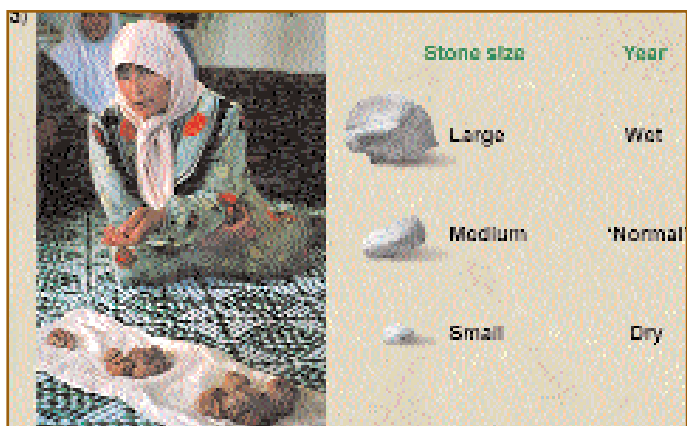 a)
Stone size Year
Large Wet
Medium 'Normal'
Small Dry